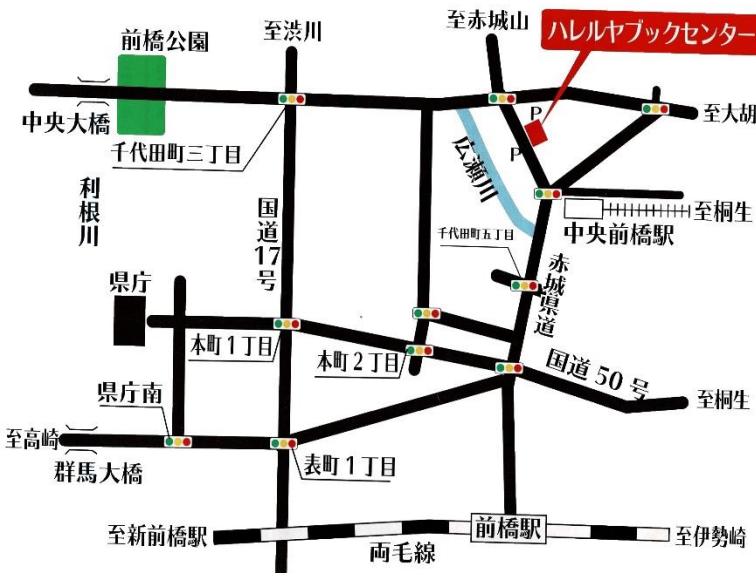 至渋川
至赤城山
ハレルヤブックセンター
前橋公園
中央大橋
至大胡
千代田町三丁目
P
P
広瀬川
利根川
国道17号
至桐生
中央前橋駅
千代田町五丁目
赤城県道
県庁
本町1丁目
本町2丁目
国道50号
県庁南
至桐生
至高崎
群馬大橋
表町1丁目
至新前橋駅
両毛線
前橋駅
至伊勢崎